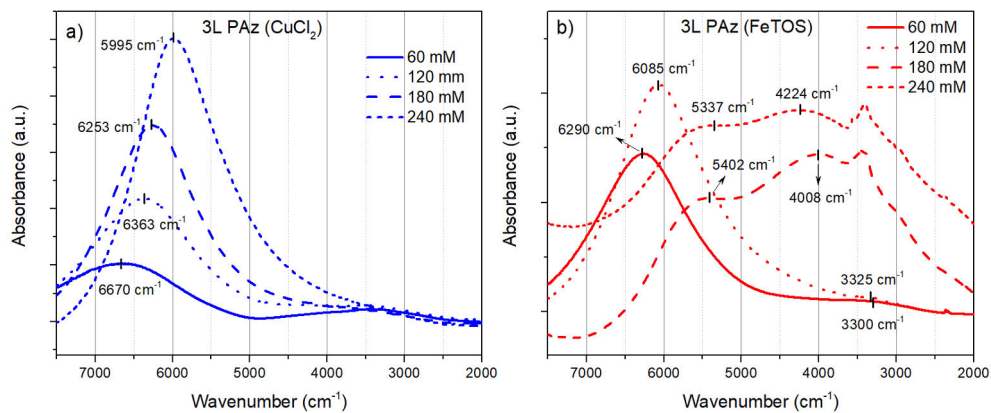 a)
3L PAz (CuCl₂)
60 mM
120 mm
180 mM
240 mM
5995 cm⁻¹
6253 cm⁻¹
6363 cm⁻¹
6670 cm⁻¹
Absorbance (a.u.)
7000 6000 5000 4000 3000 2000
Wavenumber (cm⁻¹)
b)
3L PAz (FeTOS)
60 mM
120 mM
180 mM
240 mM
6085 cm⁻¹
5337 cm⁻¹
4224 cm⁻¹
6290 cm⁻¹
5402 cm⁻¹
4008 cm⁻¹
3325 cm⁻¹
3300 cm⁻¹
Absorbance (a.u.)
7000 6000 5000 4000 3000 2000
Wavenumber (cm⁻¹)